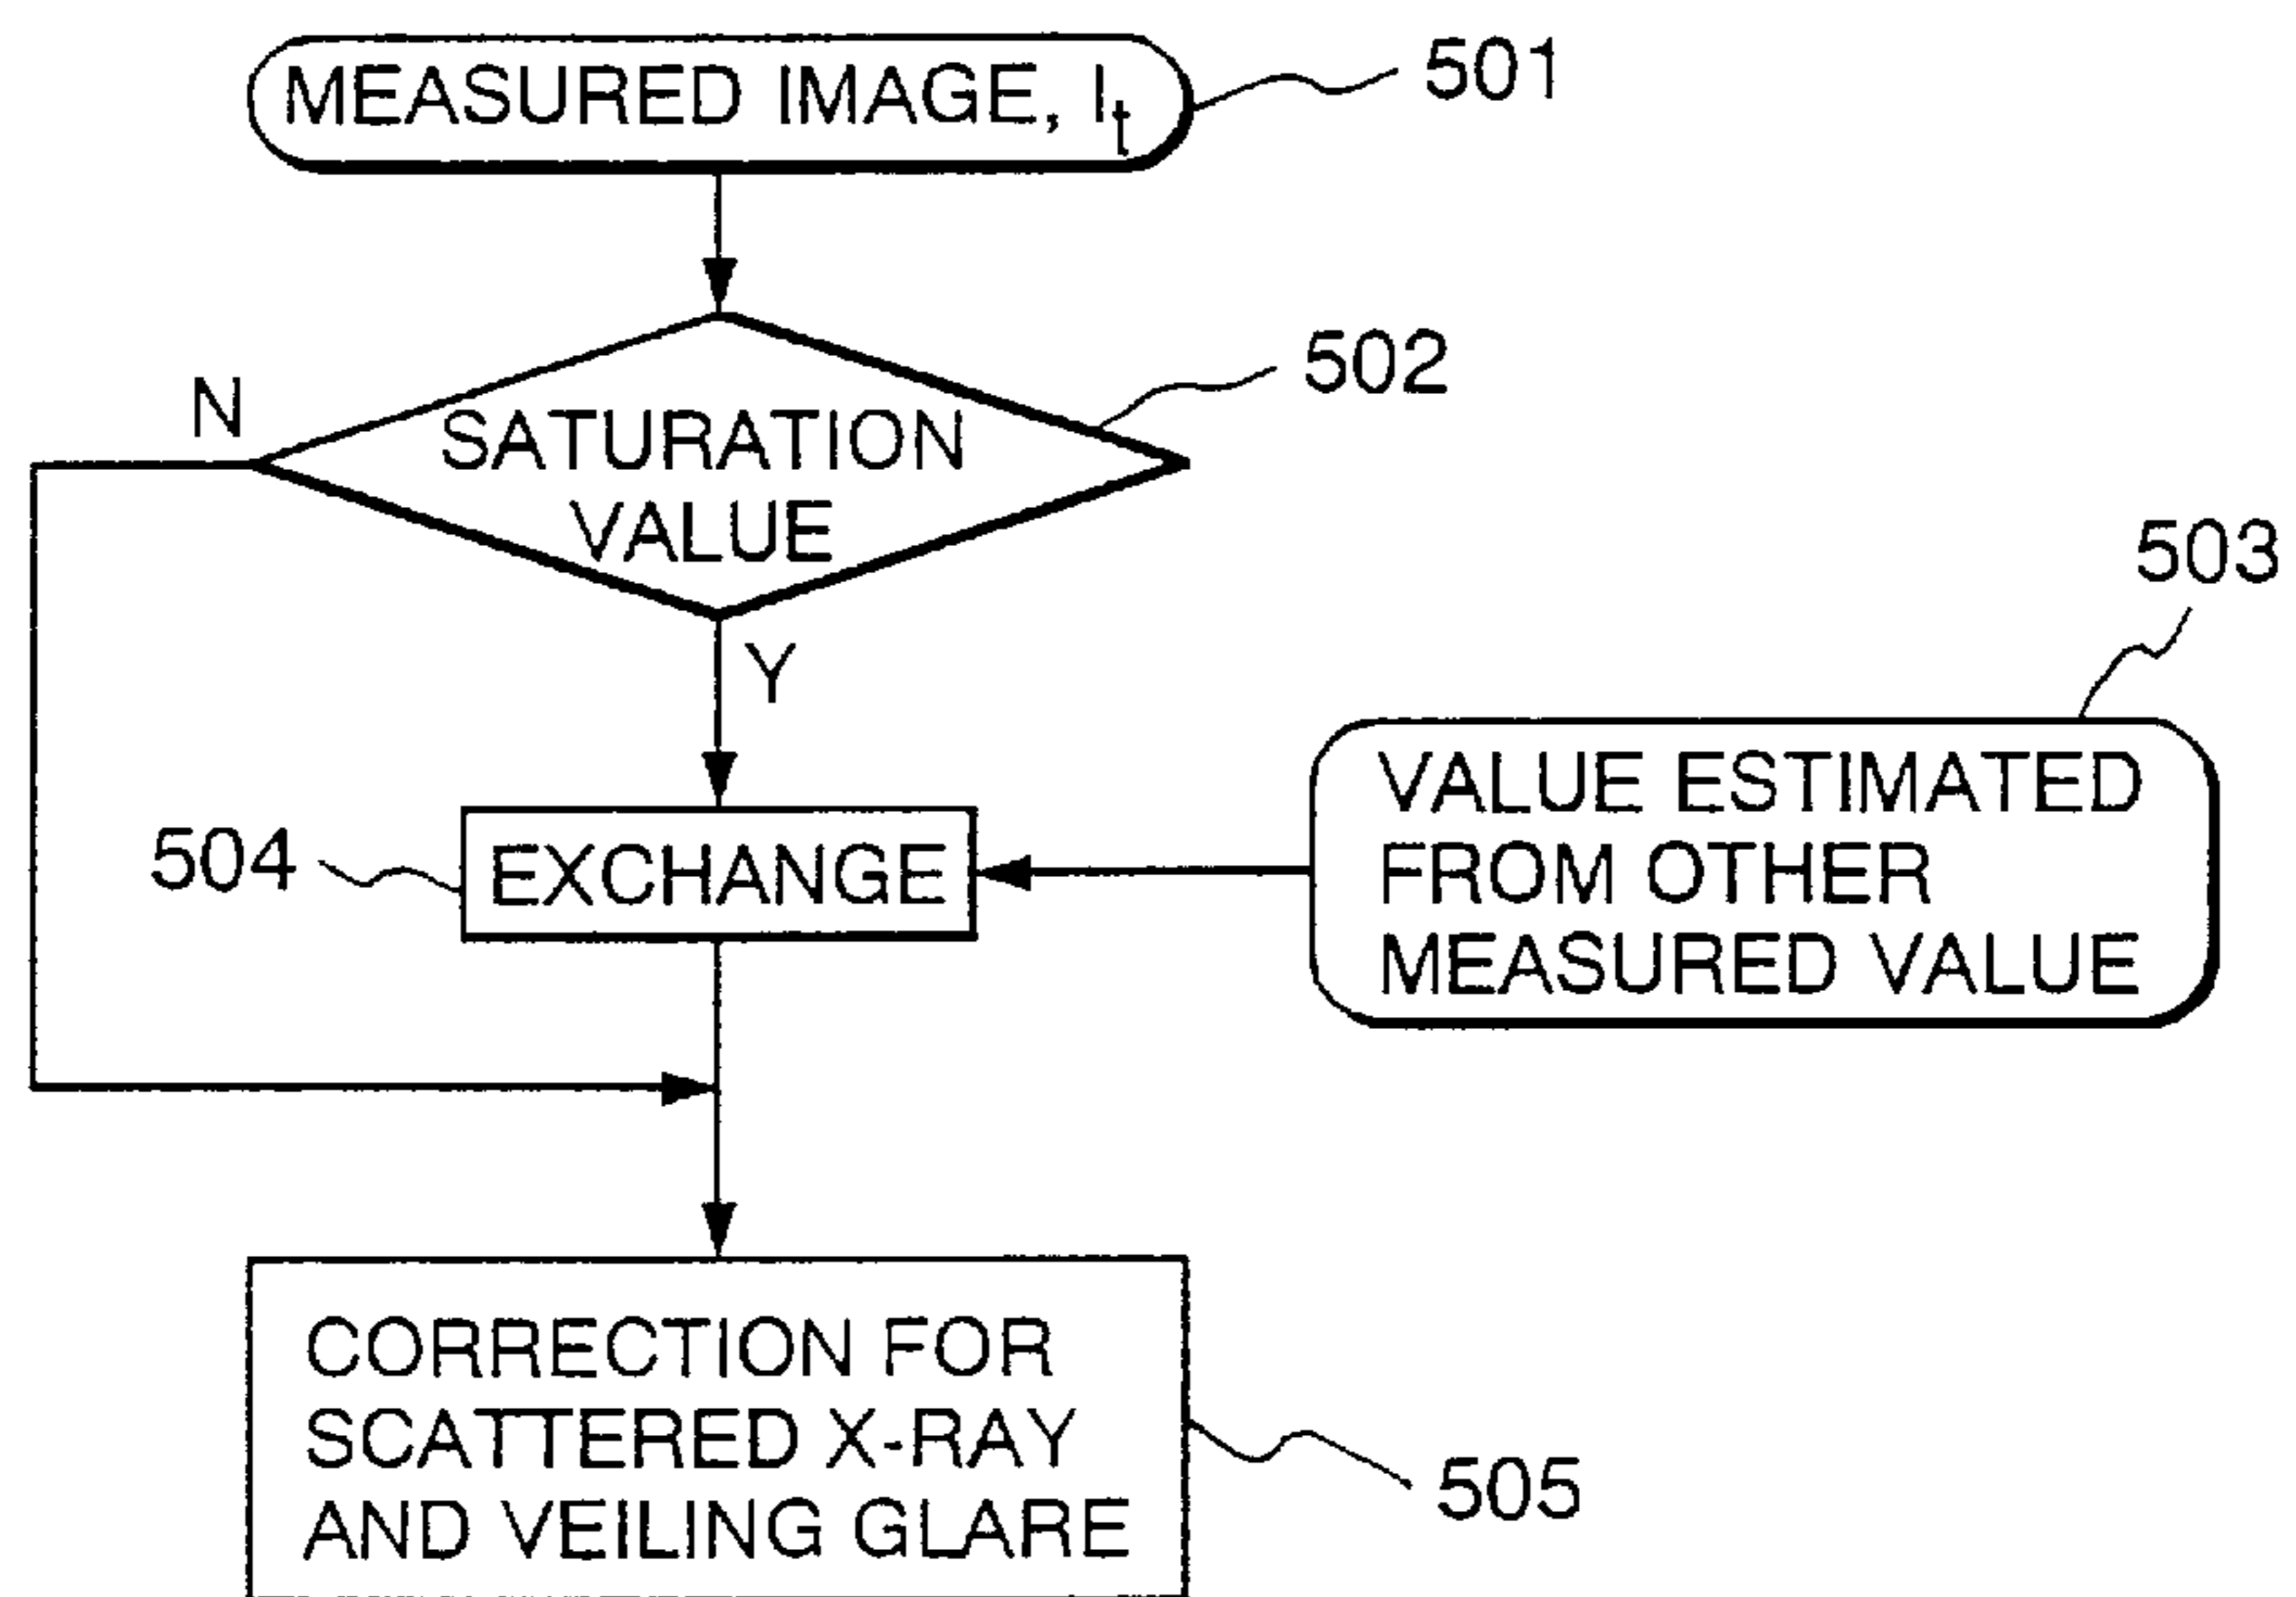 MEASURED IMAGE, It
501
502
N
SATURATION
VALUE
503
Y
VALUE ESTIMATED
FROM OTHER
MEASURED VALUE
504
EXCHANGE
CORRECTION FOR
SCATTERED X-RAY
AND VEILING GLARE
505